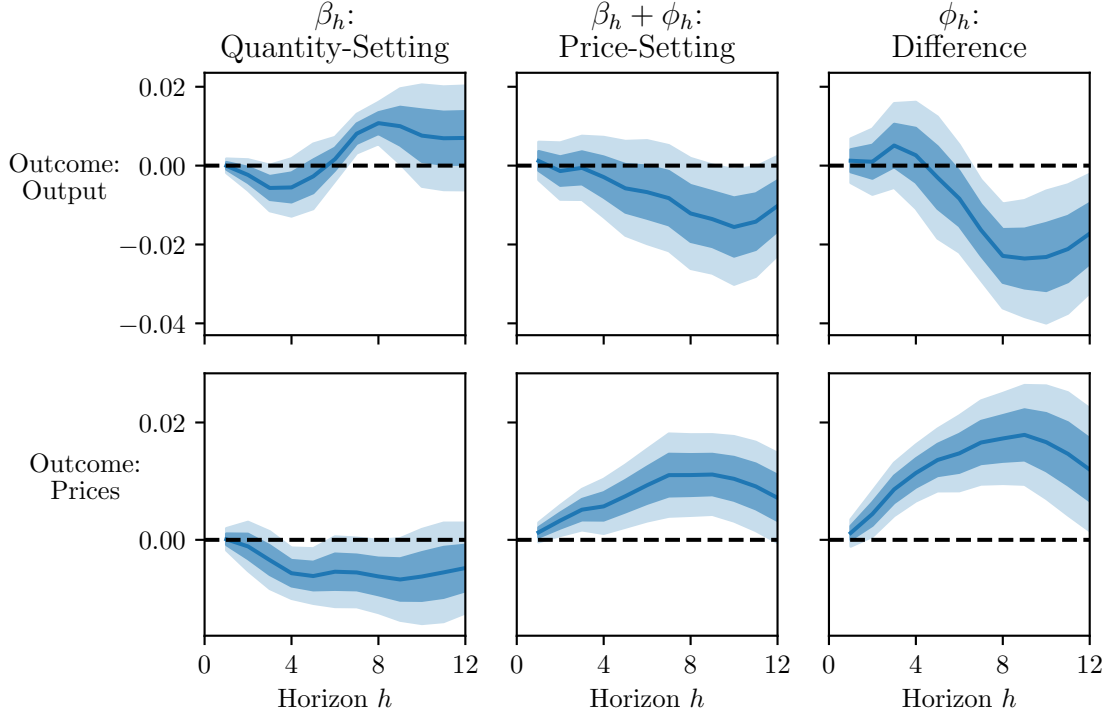 β_h:
Quantity-Setting
β_h + ϕ_h:
Price-Setting
ϕ_h:
Difference
Outcome:
Output
0.02
0.00
−0.02
−0.04
Outcome:
Prices
0.02
0.00
0 4 8 12
Horizon h
0 4 8 12
Horizon h
0 4 8 12
Horizon h